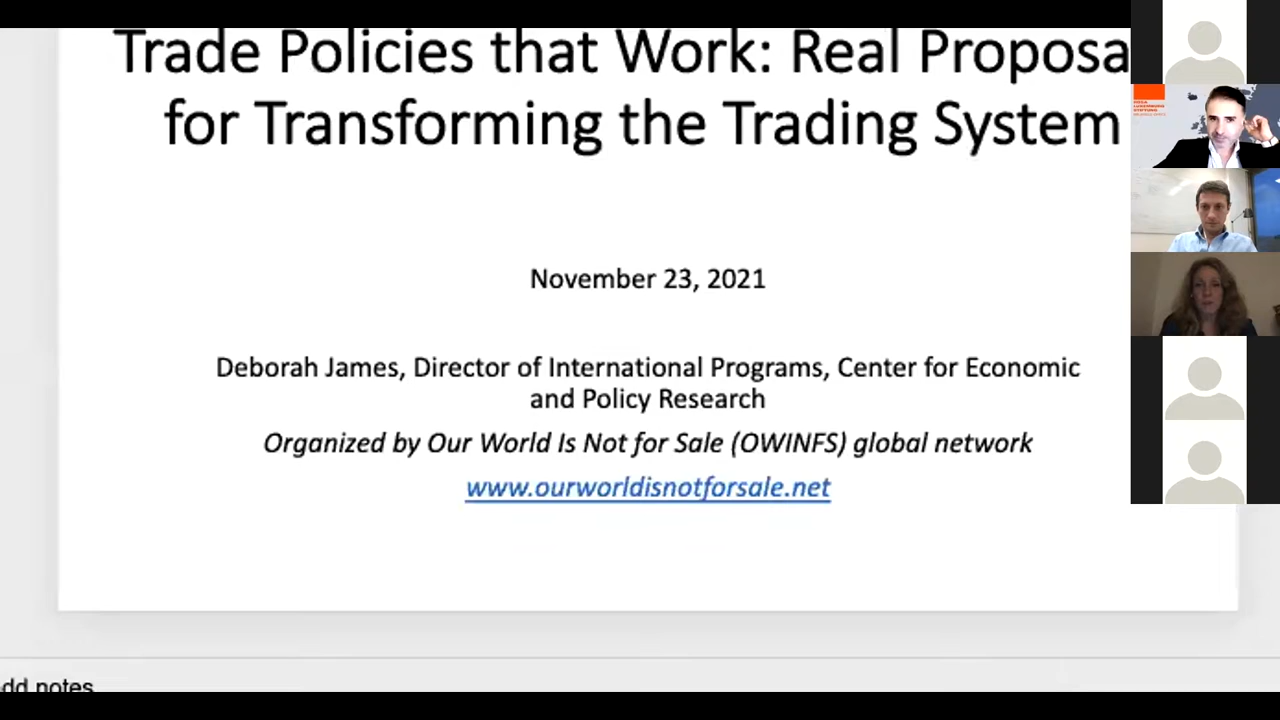 Trade Policies that Work: Real Proposa
for Transforming the Trading System
November 23, 2021
Deborah James, Director of International Programs, Center for Economic
and Policy Research
Organized by Our World Is Not for Sale (OWINFS) global network
www.ourworldisnotforsale.net
dd notes